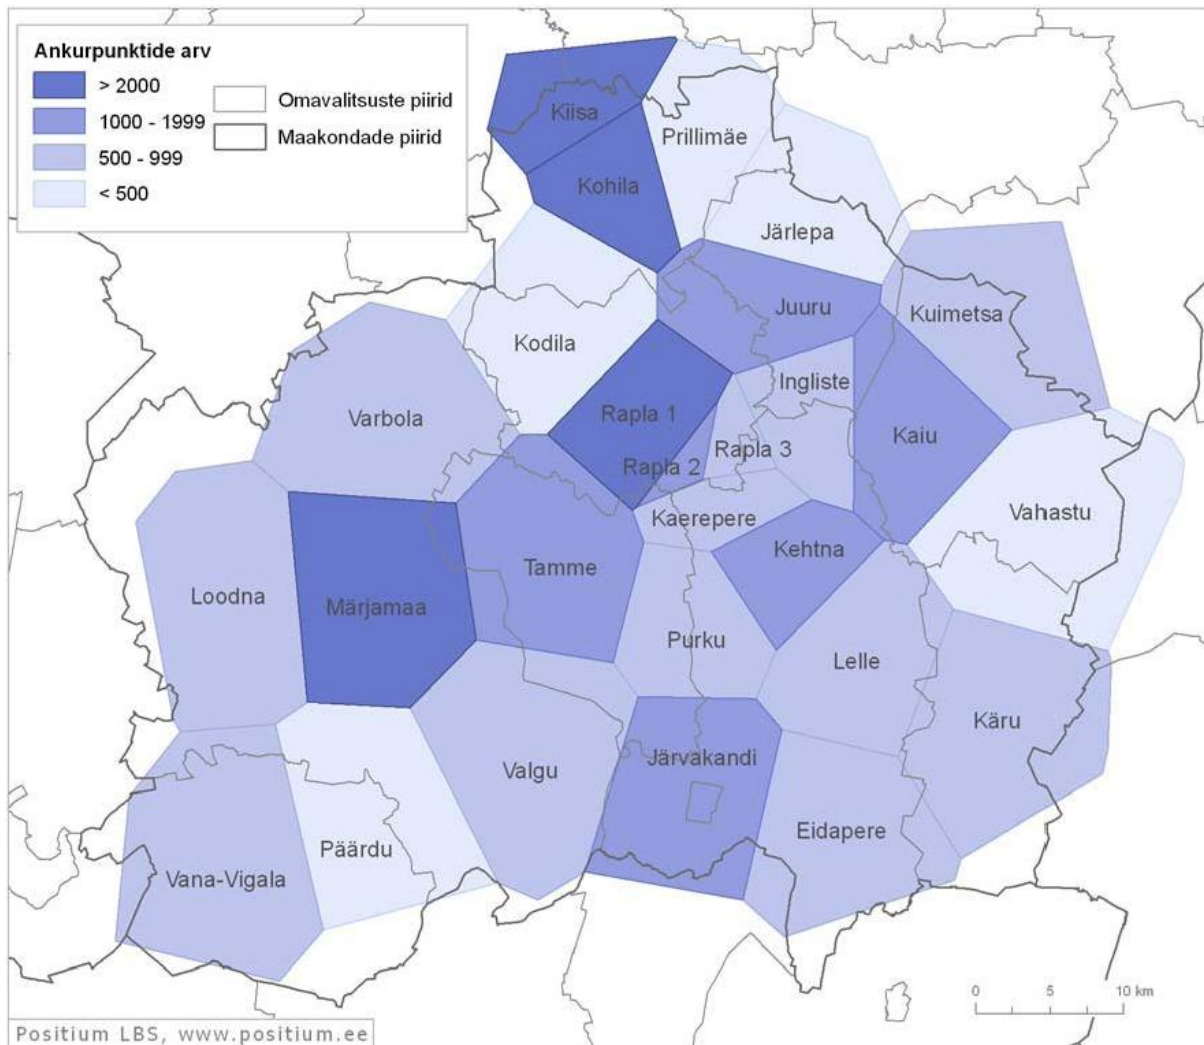 Ankurpunktide arv
> 2000
1000 - 1999
500 - 999
< 500
Omavalitsuste piirid
Maakondade piirid
Kiisa
Prillimäe
Kohila
Järlepa
Juuru
Kuimetsa
Kodila
Ingliste
Varbola
Rapla 1
Kaiu
Rapla 3
Rapla 2
Vahastu
Kaerepere
Kehtna
Tamme
Loodna
Märjamaa
Purku
Lelle
Käru
Järvakandi
Valgu
Eidapere
Päärdu
Vana-Vigala
0 5 10 km
Positium LBS, www.positium.ee